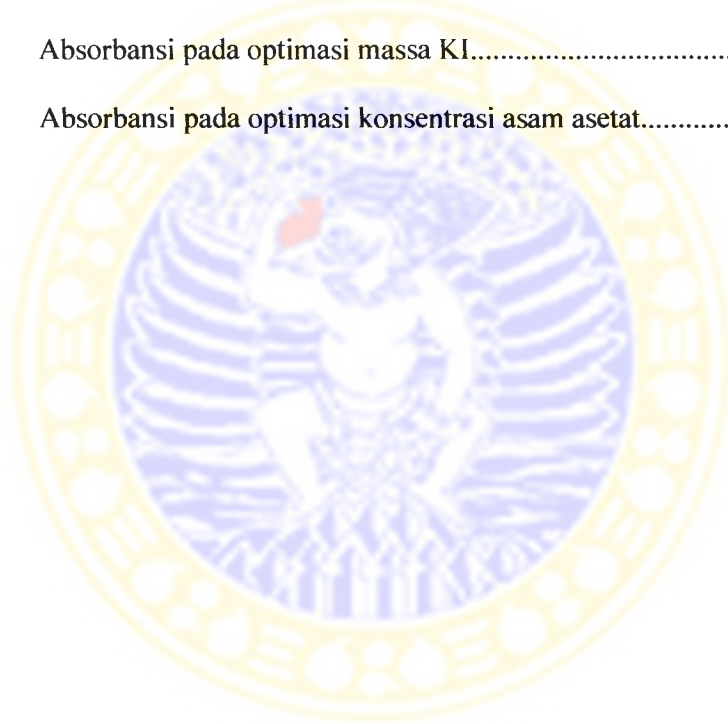 Absorbansi pada optimasi massa KI..................................
Absorbansi pada optimasi konsentrasi asam asetat............